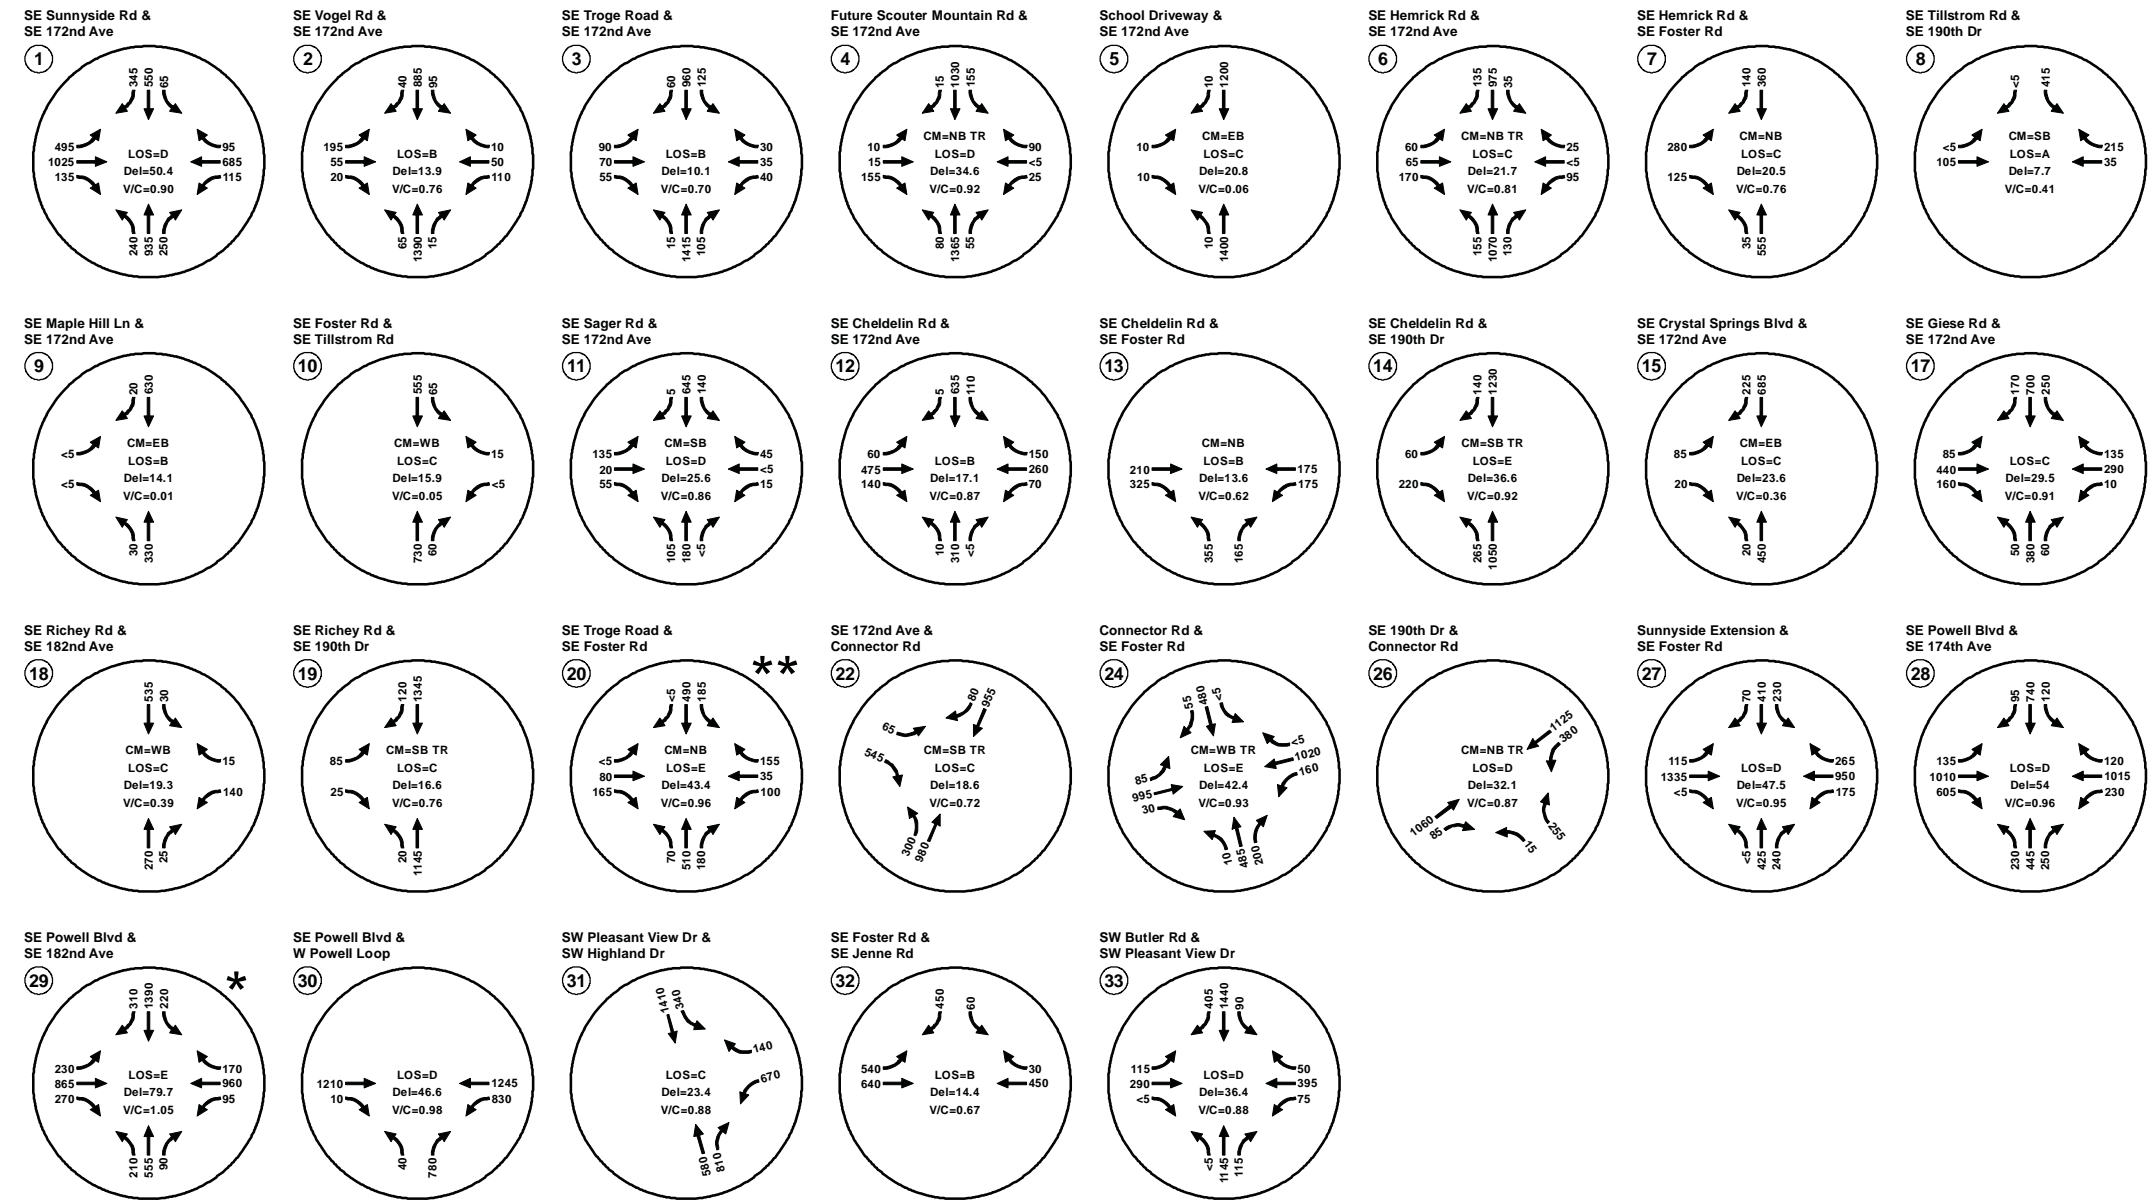 SE Sunnyside Rd &
SE 172nd Ave
1
345 550 65
495
1025
135
LOS=D
Del=50.4
V/C=0.90
95
685
115
240 935 250
SE Vogel Rd &
SE 172nd Ave
2
40 885 95
195
55
20
LOS=B
Del=13.9
V/C=0.76
10
50
110
65 1390 15
SE Troge Road &
SE 172nd Ave
3
60 960 125
90
70
55
LOS=B
Del=10.1
V/C=0.70
30
35
40
15 1415 105
Future Scouter Mountain Rd &
SE 172nd Ave
4
15 1030 155
10
15
155
CM=NB TR
LOS=D
Del=34.6
V/C=0.92
90
<5
25
80 1365 55
School Driveway &
SE 172nd Ave
5
10 1200
10
10
CM=EB
LOS=C
Del=20.8
V/C=0.06
10 1400
SE Hemrick Rd &
SE 172nd Ave
6
135 975 35
60
65
170
CM=NB TR
LOS=C
Del=21.7
V/C=0.81
25
<5
95
155 1070 130
SE Hemrick Rd &
SE Foster Rd
7
140 360
280
125
CM=NB
LOS=C
Del=20.5
V/C=0.76
35 555
SE Tillstrom Rd &
SE 190th Dr
8
<5 415
<5
105
CM=SB
LOS=A
Del=7.7
V/C=0.41
215
35
SE Maple Hill Ln &
SE 172nd Ave
9
20 630
<5
<5
CM=EB
LOS=B
Del=14.1
V/C=0.01
30 330
SE Foster Rd &
SE Tillstrom Rd
10
555 65
CM=WB
LOS=C
Del=15.9
V/C=0.05
15
<5
730 60
SE Sager Rd &
SE 172nd Ave
11
5 645 140
135
20
55
CM=SB
LOS=D
Del=25.6
V/C=0.86
45
<5
15
105 180 <5
SE Cheldelin Rd &
SE 172nd Ave
12
5 635 110
60
475
140
LOS=B
Del=17.1
V/C=0.87
150
260
70
10 310 <5
SE Cheldelin Rd &
SE Foster Rd
13
210
325
CM=NB
LOS=B
Del=13.6
V/C=0.62
175
175
355 165
SE Cheldelin Rd &
SE 190th Dr
14
140 1230
60
220
CM=SB TR
LOS=E
Del=36.6
V/C=0.92
265 1050
SE Crystal Springs Blvd &
SE 172nd Ave
15
225 685
85
20
CM=EB
LOS=C
Del=23.6
V/C=0.36
20 450
SE Giese Rd &
SE 172nd Ave
17
170 700 250
85
440
160
LOS=C
Del=29.5
V/C=0.91
135
290
10
50 380 60
SE Richey Rd &
SE 182nd Ave
18
535 30
CM=WB
LOS=C
Del=19.3
V/C=0.39
15
140
270 25
SE Richey Rd &
SE 190th Dr
19
120 1345
85
25
CM=SB TR
LOS=C
Del=16.6
V/C=0.76
20 1145
SE Troge Road &
SE Foster Rd
20
**
<5 490 185
<5
80
165
CM=NB
LOS=E
Del=43.4
V/C=0.96
155
35
100
70 510 180
SE 172nd Ave &
Connector Rd
22
80 955
65
545
CM=SB TR
LOS=C
Del=18.6
V/C=0.72
300 980
Connector Rd &
SE Foster Rd
24
55 480 <5
85
995
30
CM=WB TR
LOS=E
Del=42.4
V/C=0.93
<5
1020
160
10 485 200
SE 190th Dr &
Connector Rd
26
1125
380
CM=NB TR
LOS=D
Del=32.1
V/C=0.87
1060
85
15
255
Sunnyside Extension &
SE Foster Rd
27
70 410 230
115
1335
<5
LOS=D
Del=47.5
V/C=0.95
265
950
175
<5 425 240
SE Powell Blvd &
SE 174th Ave
28
95 740 120
135
1010
605
LOS=D
Del=54
V/C=0.96
120
1015
230
230 445 250
SE Powell Blvd &
SE 182nd Ave
29
*
310 1390 220
230
865
270
LOS=E
Del=79.7
V/C=1.05
170
960
95
210 555 90
SE Powell Blvd &
W Powell Loop
30
1210
10
LOS=D
Del=46.6
V/C=0.98
1245
830
40 780
SW Pleasant View Dr &
SW Highland Dr
31
1410 340
LOS=C
Del=23.4
V/C=0.88
140
670
580 810
SE Foster Rd &
SE Jenne Rd
32
450 60
540
640
LOS=B
Del=14.4
V/C=0.67
30
450
SW Butler Rd &
SW Pleasant View Dr
33
405 1440 90
115
290
<5
LOS=D
Del=36.4
V/C=0.88
50
395
75
<5 1145 115